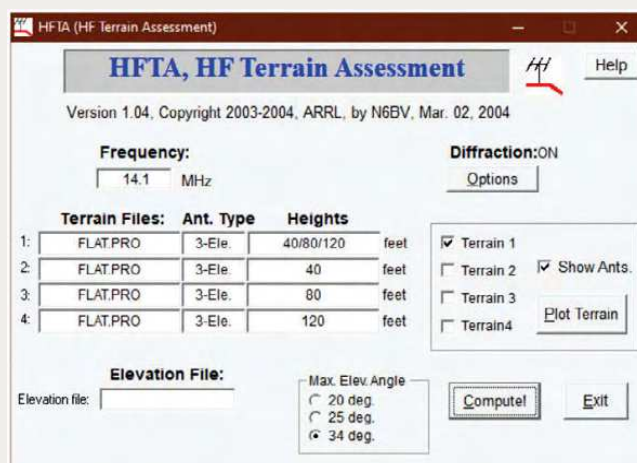 HFTA (HF Terrain Assessment)
HFTA, HF Terrain Assessment
Help
Version 1.04, Copyright 2003-2004, ARRL, by N6BV, Mar. 02, 2004
Frequency:
14.1 MHz
Diffraction:ON
Options
Terrain Files: Ant. Type Heights
1: FLAT.PRO 3-Ele. 40/80/120 feet
2: FLAT.PRO 3-Ele. 40 feet
3: FLAT.PRO 3-Ele. 80 feet
4: FLAT.PRO 3-Ele. 120 feet
Terrain 1
Terrain 2
Terrain 3
Terrain4
Show Ants.
Plot Terrain
Elevation File:
Elevation file:
Max. Elev. Angle
20 deg.
25 deg.
34 deg.
Compute!
Exit